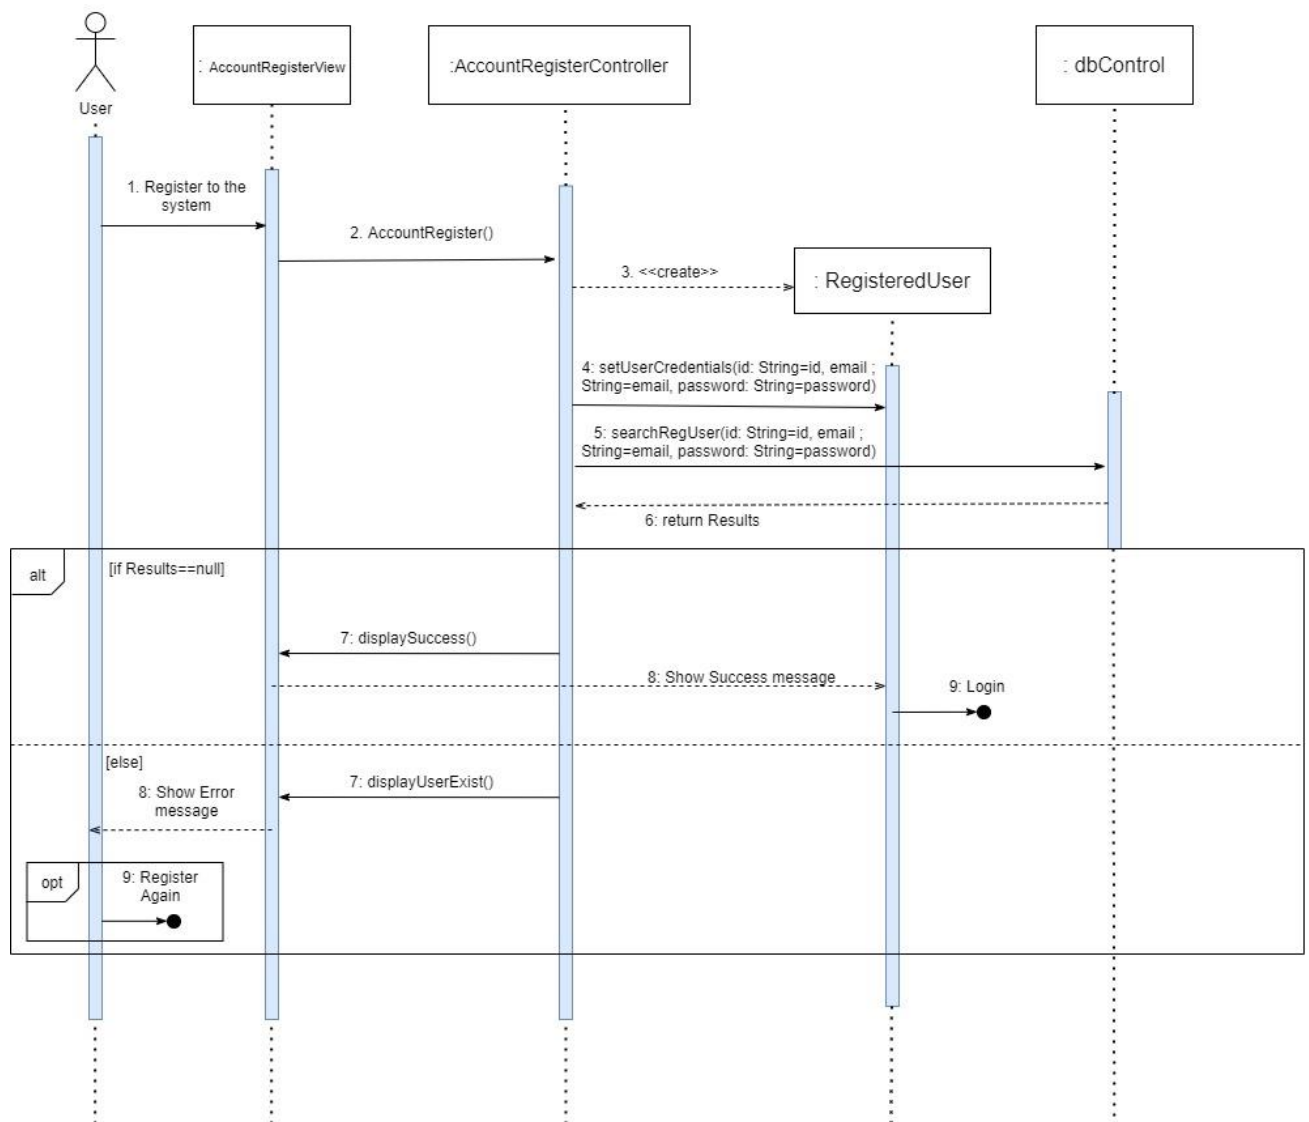 : AccountRegisterView
:AccountRegisterController
: dbControl
User
1. Register to the
system
2. AccountRegister()
3. <<create>>
: RegisteredUser
4: setUserCredentials(id: String=id, email ;
String=email, password: String=password)
5: searchRegUser(id: String=id, email ;
String=email, password: String=password)
6: return Results
alt
[if Results==null]
7: displaySuccess()
8: Show Success message
9: Login
[else]
7: displayUserExist()
8: Show Error
message
opt
9: Register
Again